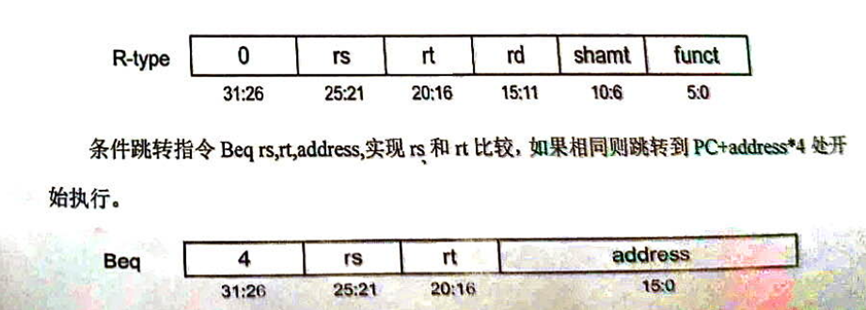 R-type 0 rs rt rd shamt funct
31:26 25:21 20:16 15:11 10:6 5:0
条件跳转指令 Beq rs,rt,address,实现 rs 和 rt 比较，如果相同则跳转到 PC+address*4 处开
始执行。
Beq 4 rs rt address
31:26 25:21 20:16 15:0